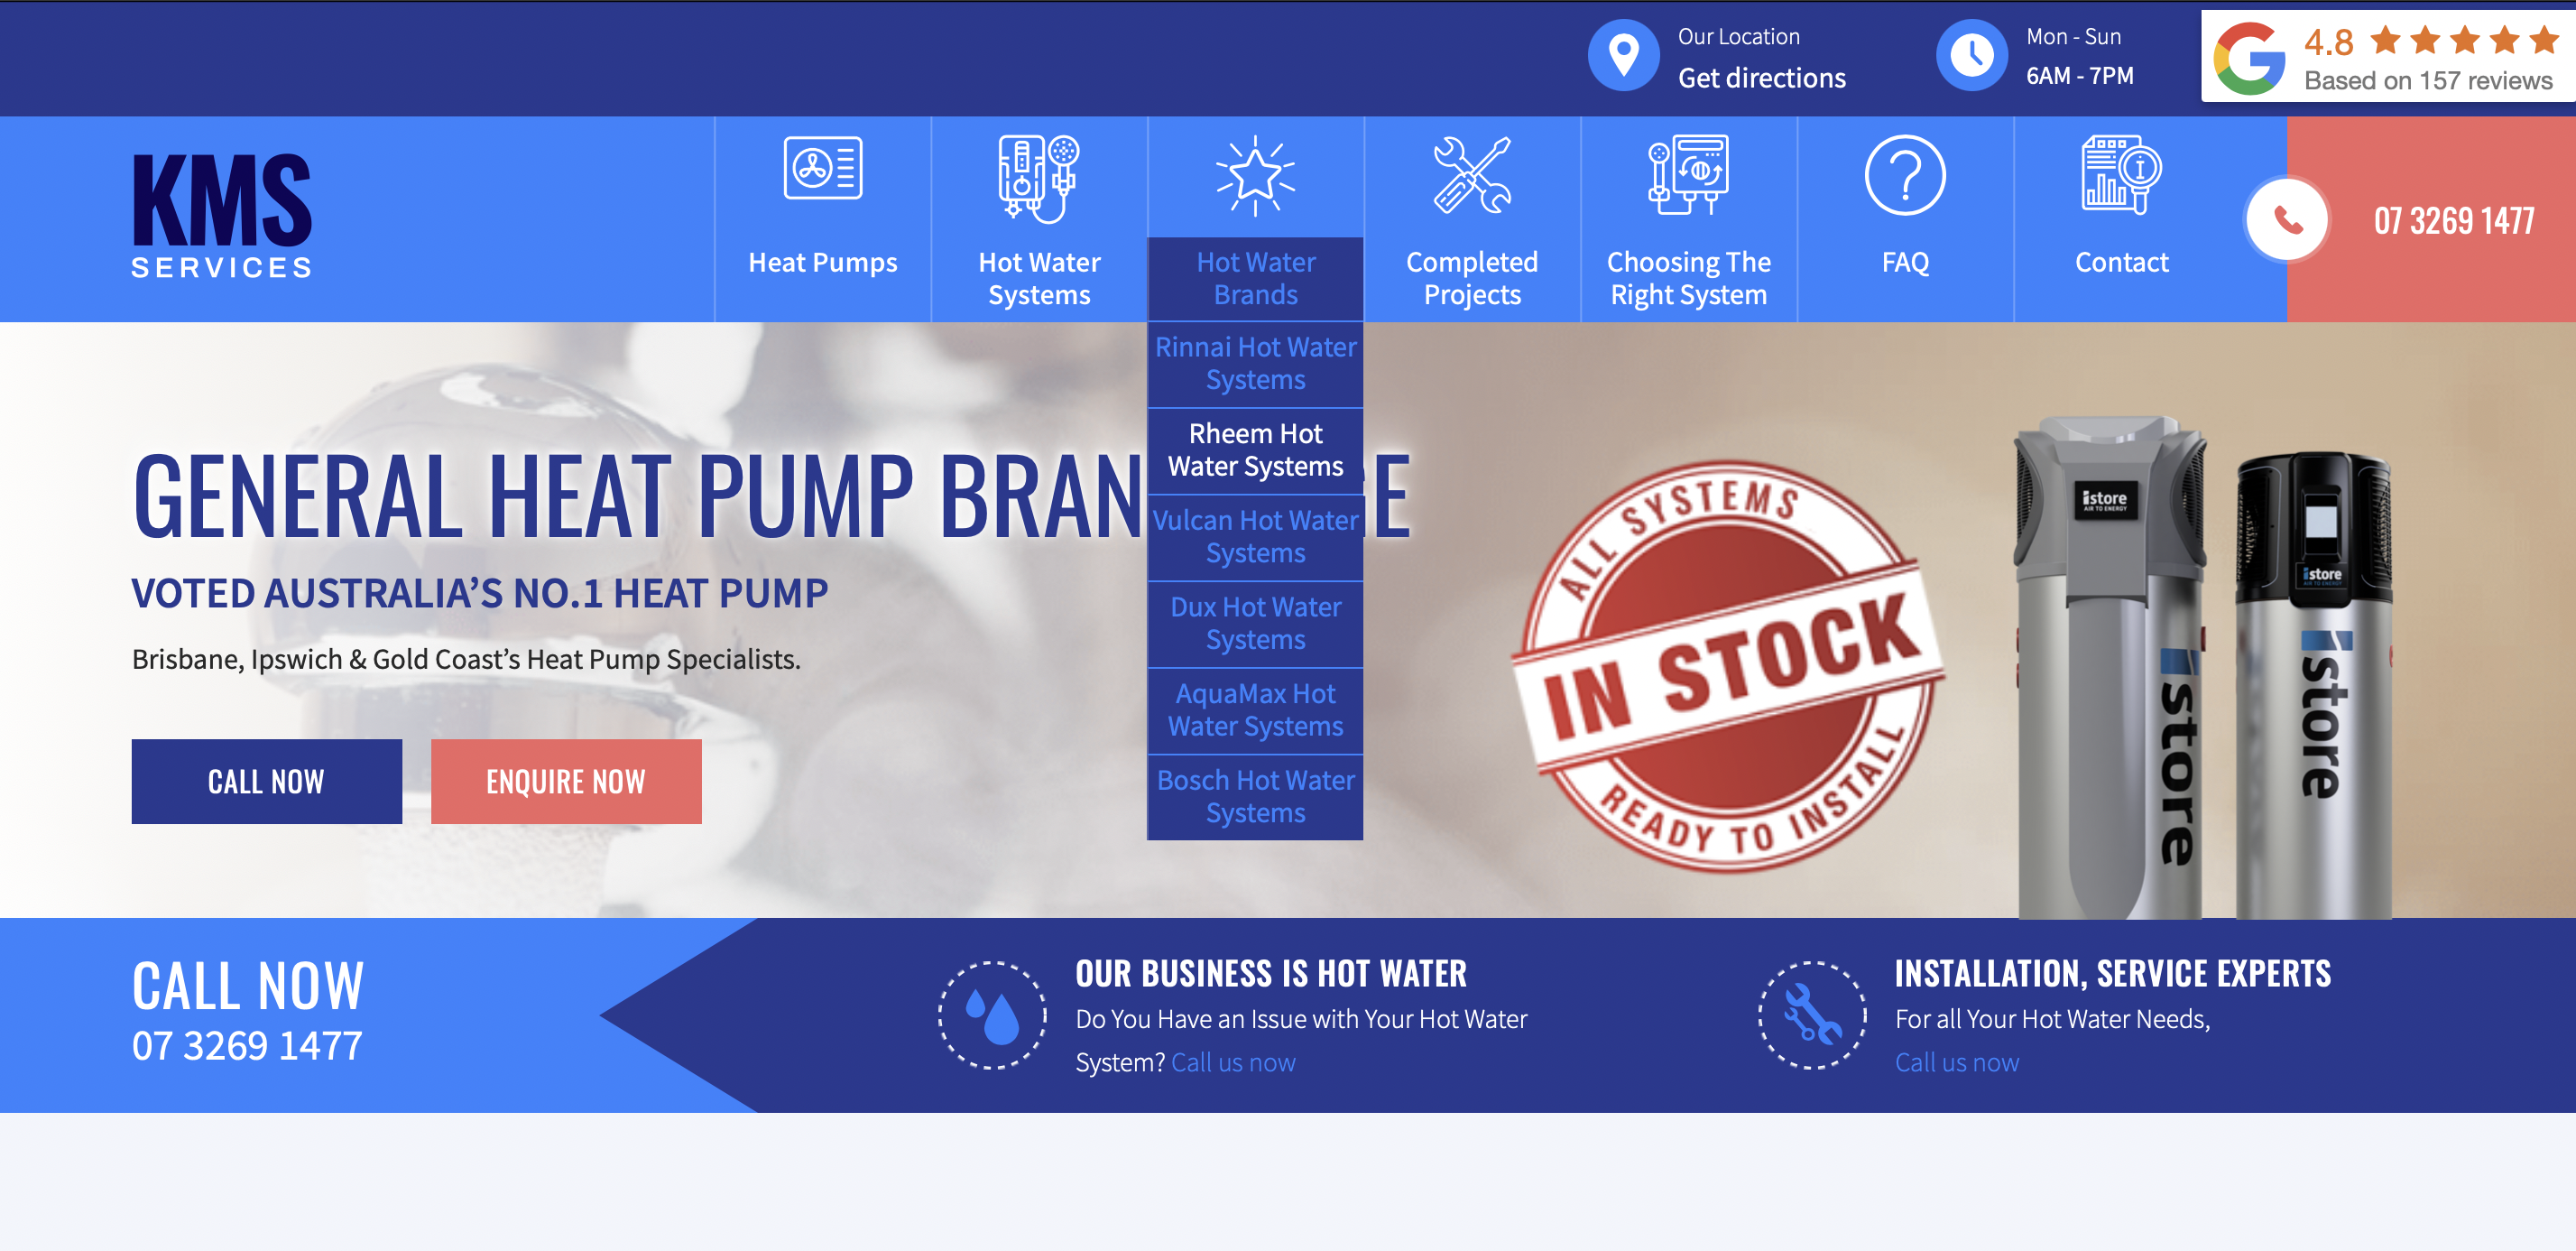 Our Location
Get directions
Mon - Sun
6AM - 7PM
4.8
Based on 157 reviews
KMS
SERVICES
Heat Pumps
Hot Water
Systems
Hot Water
Brands
Completed
Projects
Choosing The
Right System
FAQ
Contact
07 3269 1477
Rinnai Hot Water
Systems
Rheem Hot
Water Systems
Vulcan Hot Water
Systems
Dux Hot Water
Systems
AquaMax Hot
Water Systems
Bosch Hot Water
Systems
GENERAL HEAT PUMP
VOTED AUSTRALIA'S NO.1 HEAT PUMP
Brisbane, Ipswich & Gold Coast's Heat Pump Specialists.
CALL NOW
ENQUIRE NOW
ALL SYSTEMS
IN STOCK
READY TO INSTALL
istore
AIR TO ENERGY
istore
istore
AIR TO ENERGY
istore
CALL NOW
07 3269 1477
OUR BUSINESS IS HOT WATER
Do You Have an Issue with Your Hot Water
System? Call us now
INSTALLATION, SERVICE EXPERTS
For all Your Hot Water Needs,
Call us now